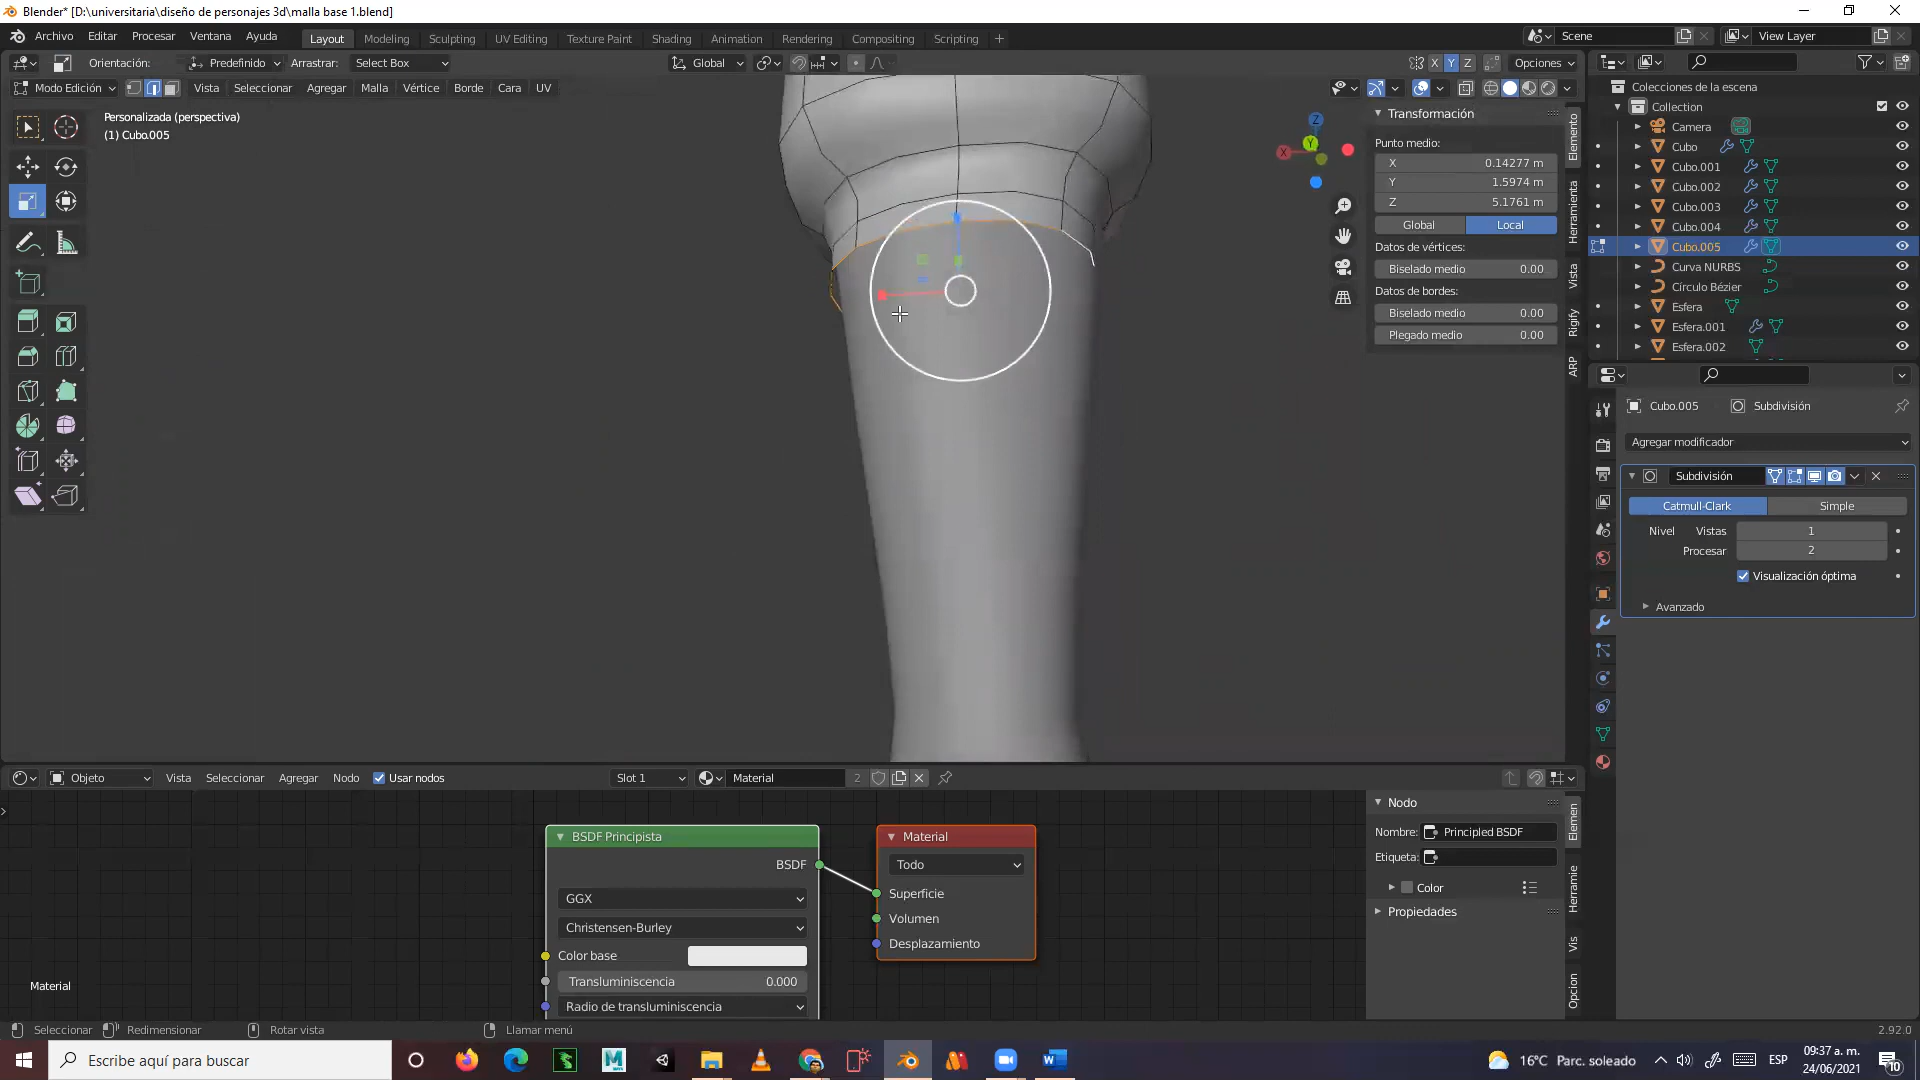 Blender* [D:\universitaria\diseño de personajes 3d\malla base 1.blend]
Archivo Editar Procesar Ventana Ayuda Layout Modeling Sculpting UV Editing Texture Paint Shading Animation Rendering Compositing Scripting + Scene View Layer
Orientación: Predefinido Arrastrar: Select Box Global X Y Z Opciones
Modo Edición Vista Seleccionar Agregar Malla Vértice Borde Cara UV
Personalizada (perspectiva)
(1) Cubo.005
Z
Y
X
Transformación
Punto medio:
X 0.14277 m
Y 1.5974 m
Z 5.1761 m
Global Local
Datos de vértices:
Biselado medio 0.00
Datos de bordes:
Biselado medio 0.00
Plegado medio 0.00
Elemento
Herramienta
Vista
Rigify
ARP
Colecciones de la escena
Collection
Camera
Cubo
Cubo.001
Cubo.002
Cubo.003
Cubo.004
Cubo.005
Curva NURBS
Círculo Bézier
Esfera
Esfera.001
Esfera.002
Cubo.005 Subdivisión
Agregar modificador
Subdivisión
Catmull-Clark Simple
Nivel Vistas 1
Procesar 2
Visualización óptima
Avanzado
Objeto Vista Seleccionar Agregar Nodo Usar nodos Slot 1 Material 2
BSDF Principista
BSDF
GGX
Christensen-Burley
Color base
Transluminiscencia 0.000
Radio de transluminiscencia
Material
Todo
Superficie
Volumen
Desplazamiento
Material
Nodo
Nombre: Principled BSDF
Etiqueta:
Color
Propiedades
Elemen
Herramie
Vis
Opcion
Seleccionar Redimensionar Rotar vista Llamar menú 2.92.0
Escribe aquí para buscar
16°C Parc. soleado ESP 09:37 a. m.
24/06/2021
10